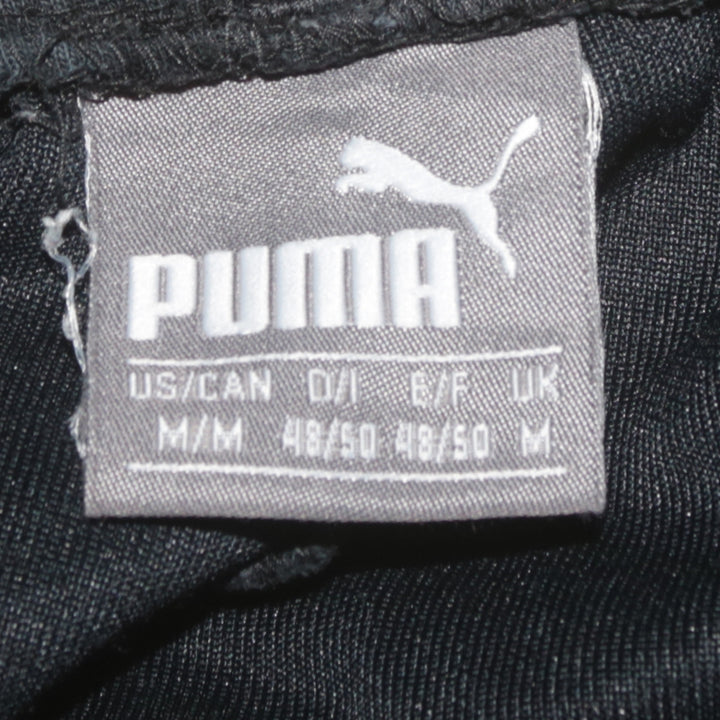 PUMA
US/CAN D/I E/F UK
M/M 48/50 48/50 M